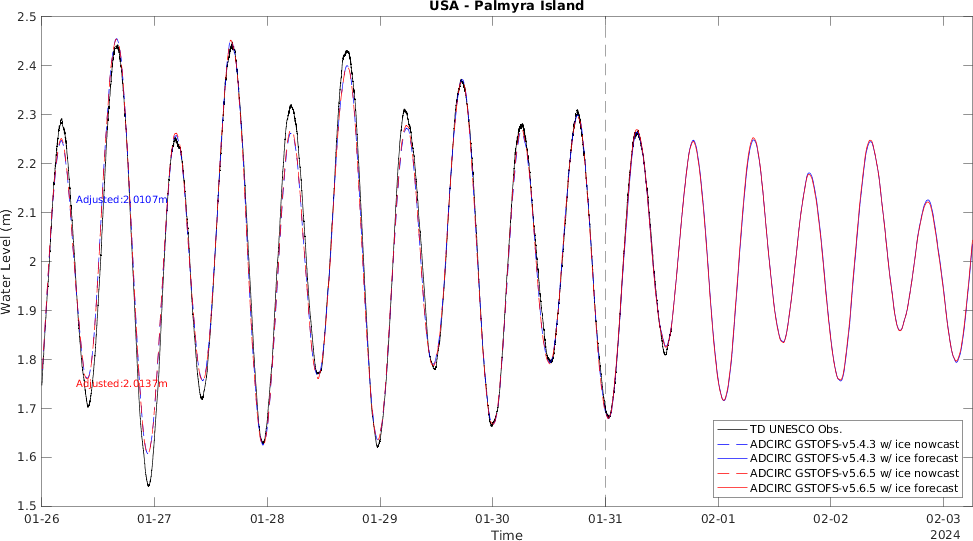 USA - Palmyra Island
2.5
2.4
2.3
2.2
2.1
2
1.9
1.8
1.7
1.6
1.5
Water Level (m)
Adjusted:2.0107m
Adjusted:2.0137m
TD UNESCO Obs.
ADCIRC GSTOFS-v5.4.3 w/ ice nowcast
ADCIRC GSTOFS-v5.4.3 w/ ice forecast
ADCIRC GSTOFS-v5.6.5 w/ ice nowcast
ADCIRC GSTOFS-v5.6.5 w/ ice forecast
01-26 01-27 01-28 01-29 01-30 01-31 02-01 02-02 02-03
Time
2024